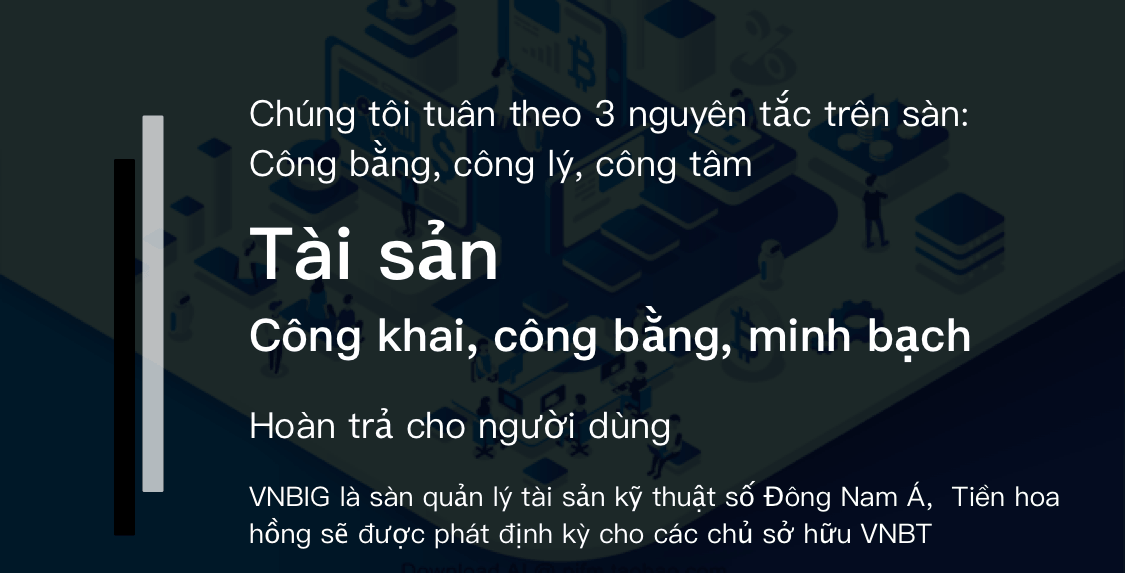 Chúng tôi tuân theo 3 nguyên tắc trên sàn:
Công bằng, công lý, công tâm
Tài sản
Công khai, công bằng, minh bạch
Hoàn trả cho người dùng
VNBIG là sàn quản lý tài sản kỹ thuật số Đông Nam Á, Tiền hoa
hồng sẽ được phát định kỳ cho các chủ sở hữu VNBT